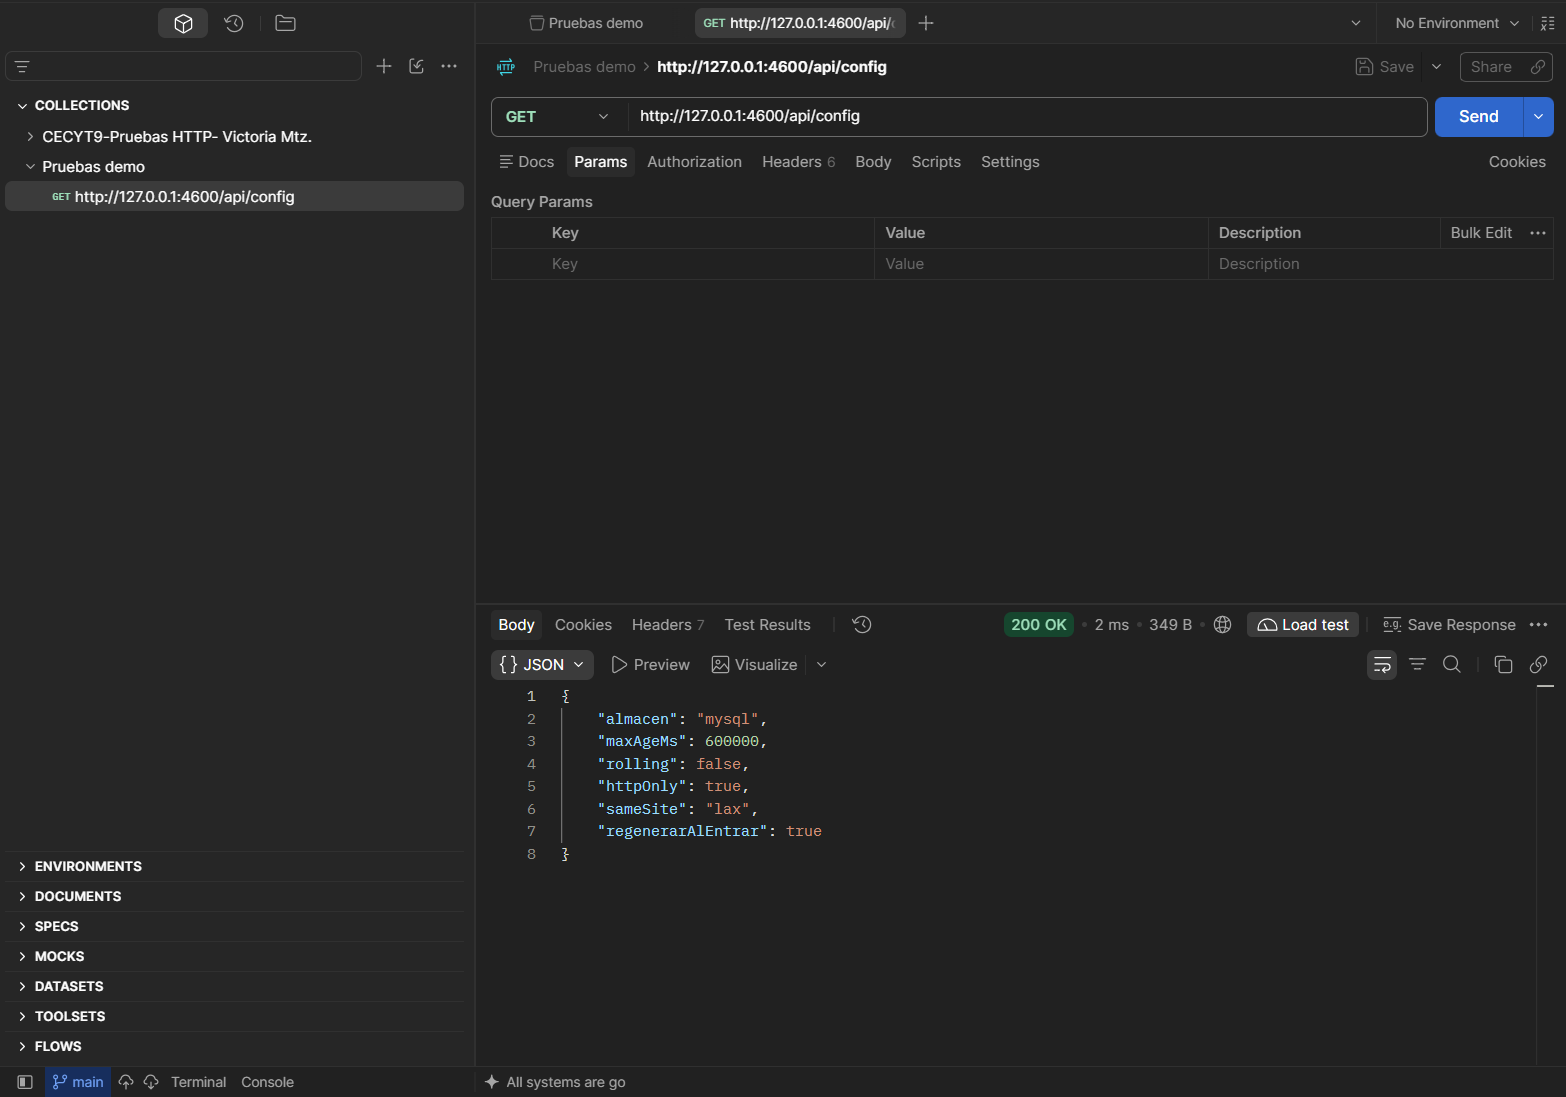 Pruebas demo
GET http://127.0.0.1:4600/api/
No Environment
COLLECTIONS
CECYT9-Pruebas HTTP- Victoria Mtz.
Pruebas demo
GET http://127.0.0.1:4600/api/config
HTTP Pruebas demo > http://127.0.0.1:4600/api/config
Save
Share
GET http://127.0.0.1:4600/api/config
Send
Docs Params Authorization Headers 6 Body Scripts Settings Cookies
Query Params
Key Value Description Bulk Edit
Key Value Description
Body Cookies Headers 7 Test Results
200 OK • 2 ms • 349 B • Load test e.g. Save Response
{} JSON Preview Visualize
1 {
2 "almacen": "mysql",
3 "maxAgeMs": 600000,
4 "rolling": false,
5 "httpOnly": true,
6 "sameSite": "lax",
7 "regenerarAlEntrar": true
8 }
ENVIRONMENTS
DOCUMENTS
SPECS
MOCKS
DATASETS
TOOLSETS
FLOWS
main Terminal Console
All systems are go